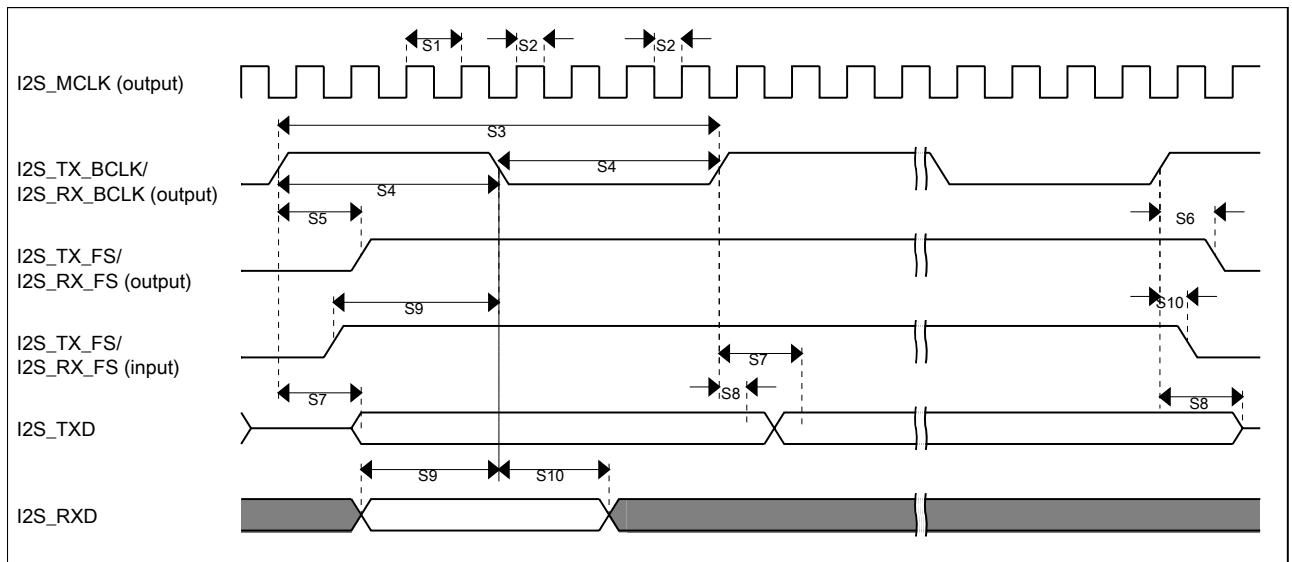 S1
S2
S2
I2S_MCLK (output)
S3
I2S_TX_BCLK/
I2S_RX_BCLK (output)
S4
S4
S5
S6
I2S_TX_FS/
I2S_RX_FS (output)
S9
S10
I2S_TX_FS/
I2S_RX_FS (input)
S7
S7
S8
S8
I2S_TXD
S9
S10
I2S_RXD